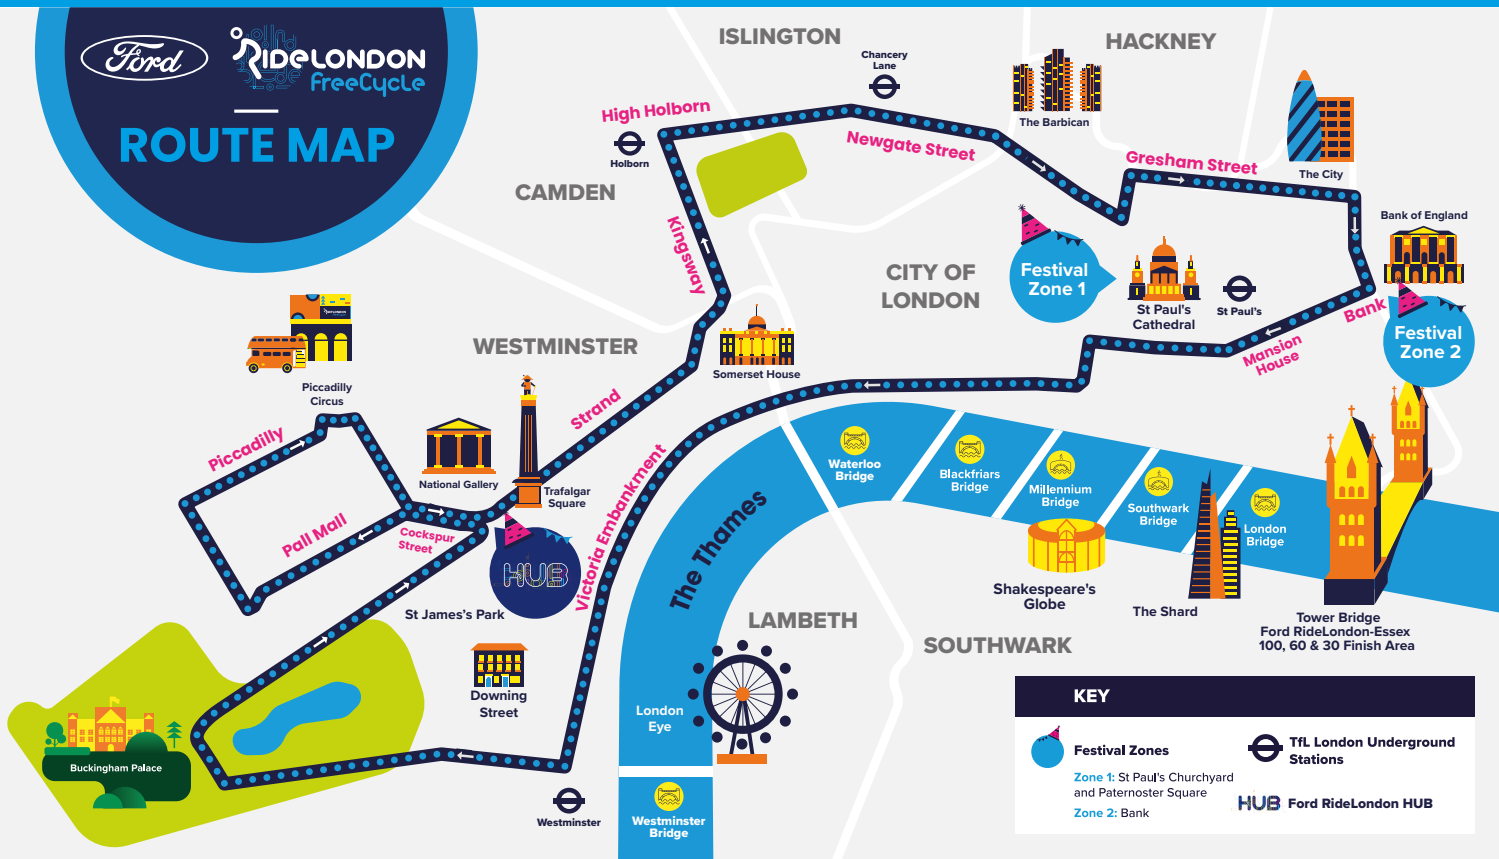 Ford
RIDELONDON
FreeCycle
ROUTE MAP
ISLINGTON
HACKNEY
Chancery
Lane
High Holborn
Holborn
Newgate Street
The Barbican
Gresham Street
The City
CAMDEN
Kingsway
Bank of England
CITY OF
LONDON
Festival
Zone 1
St Paul's
Cathedral
St Paul's
Bank
Festival
Zone 2
Mansion
House
WESTMINSTER
Somerset House
RIDELONDON
Piccadilly
Circus
Strand
Piccadilly
National Gallery
Trafalgar
Square
Pall Mall
Cockspur
Street
HUB
Victoria Embankment
The Thames
Waterloo
Bridge
Blackfriars
Bridge
Millennium
Bridge
Southwark
Bridge
London
Bridge
Shakespeare's
Globe
The Shard
Tower Bridge
Ford RideLondon-Essex
100, 60 & 30 Finish Area
St James's Park
LAMBETH
SOUTHWARK
Downing
Street
London
Eye
Buckingham Palace
Westminster
Westminster
Bridge
KEY
Festival Zones
Zone 1: St Paul's Churchyard
and Paternoster Square
Zone 2: Bank
TfL London Underground
Stations
HUB Ford RideLondon HUB